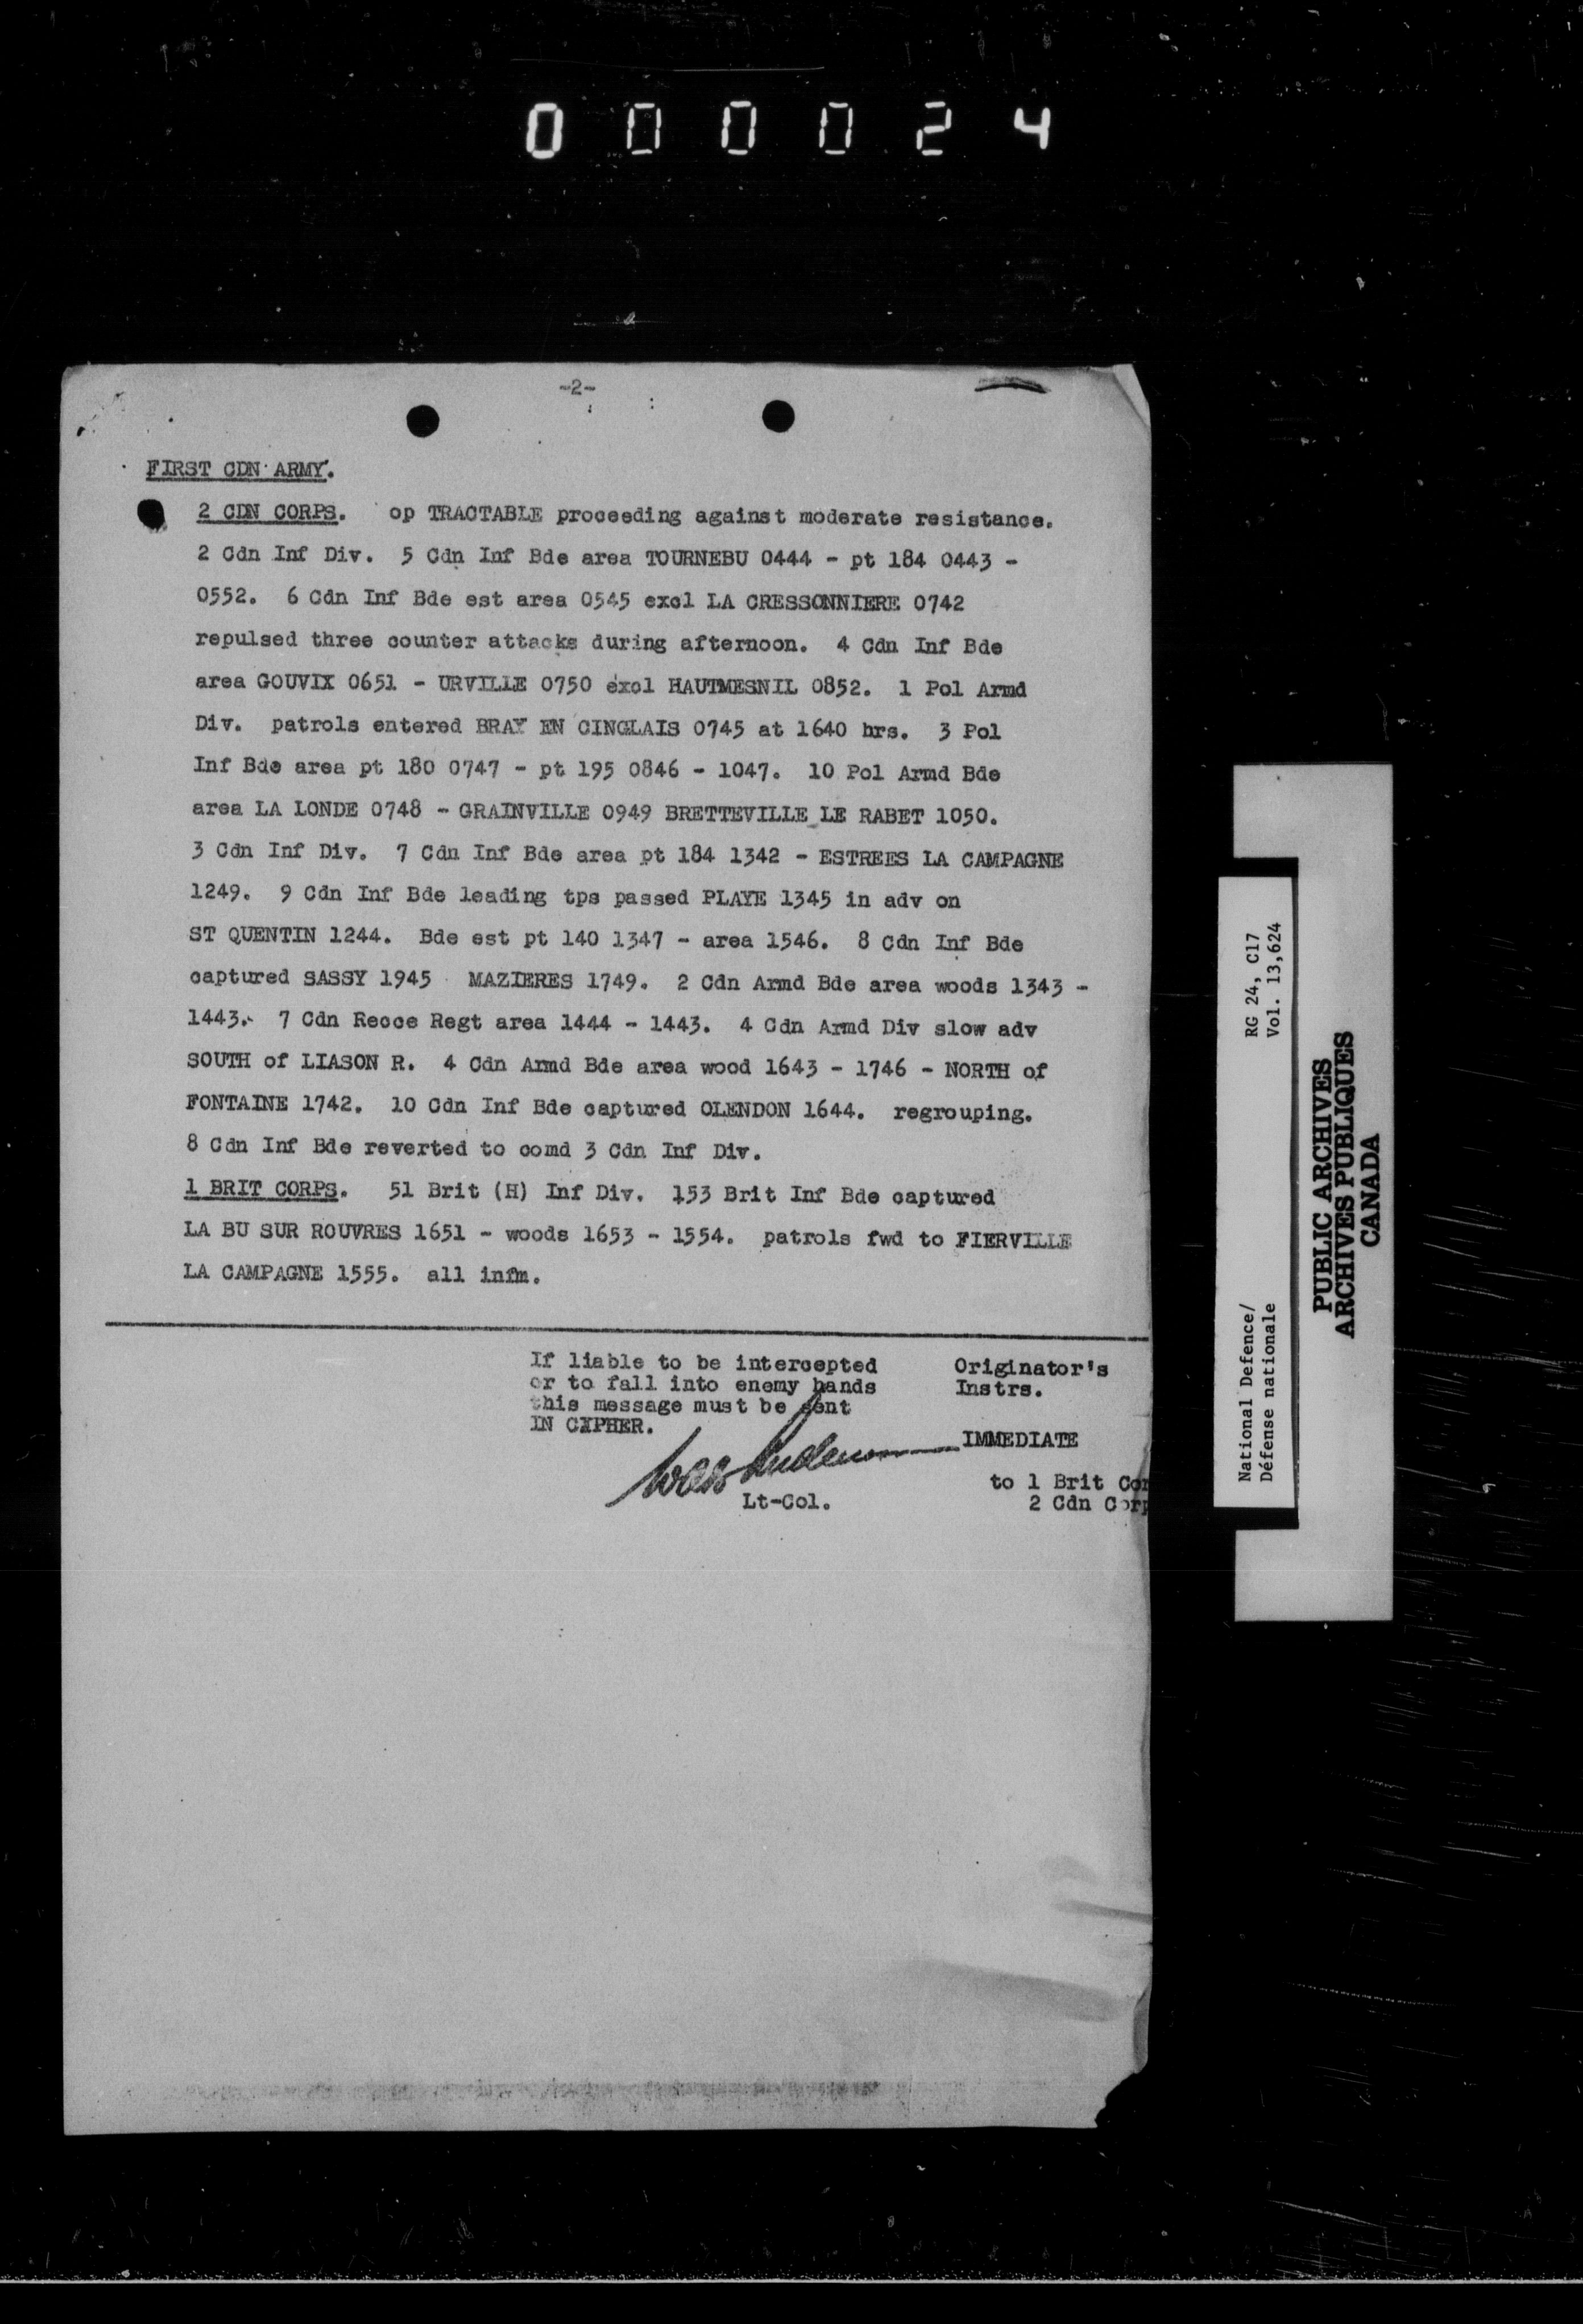 000024
-2-
FIRST CDN ARMY.
2 CDN CORPS. op TRACTABLE proceeding against moderate resistance.
2 Cdn Inf Div. 5 Cdn Inf Bde area TOURNEBU 0444 - pt 184 0443 -
0552. 6 Cdn Inf Bde est area 0545 excl LA CRESSONNIERE 0742
repulsed three counter attacks during afternoon. 4 Cdn Inf Bde
area GOUVIX 0651 - URVILLE 0750 excl HAUTMESNIL 0852. 1 Pol Armd
Div. patrols entered BRAY EN CINGLAIS 0745 at 1640 hrs. 3 Pol
Inf Bde area pt 180 0747 - pt 195 0846 - 1047. 10 Pol Armd Bde
area LA LONDE 0748 - GRAINVILLE 0949 BRETTEVILLE LE RABET 1050.
3 Cdn Inf Div. 7 Cdn Inf Bde area pt 184 1342 - ESTREES LA CAMPAGNE
1249. 9 Cdn Inf Bde leading tps passed PLAYE 1345 in adv on
ST QUENTIN 1244. Bde est pt 140 1347 - area 1546. 8 Cdn Inf Bde
captured SASSY 1945 MAZIERES 1749. 2 Cdn Armd Bde area woods 1343 -
1443. 7 Cdn Recce Regt area 1444 - 1443. 4 Cdn Armd Div slow adv
SOUTH of LIASON R. 4 Cdn Armd Bde area wood 1643 - 1746 - NORTH of
FONTAINE 1742. 10 Cdn Inf Bde captured OLENDON 1644. regrouping.
8 Cdn Inf Bde reverted to comd 3 Cdn Inf Div.
1 BRIT CORPS. 51 Brit (H) Inf Div. 153 Brit Inf Bde captured
LA BU SUR ROUVRES 1651 - woods 1653 - 1554. patrols fwd to FIERVILLE
LA CAMPAGNE 1555. all infm.
If liable to be intercepted
or to fall into enemy hands
this message must be sent
IN CYPHER.
Lt-Col.
Originator's
Instrs.
IMMEDIATE
to 1 Brit Cor
2 Cdn Corp
RG 24, C17
Vol. 13,624
National Defence/
Défense nationale
PUBLIC ARCHIVES
ARCHIVES PUBLIQUES
CANADA